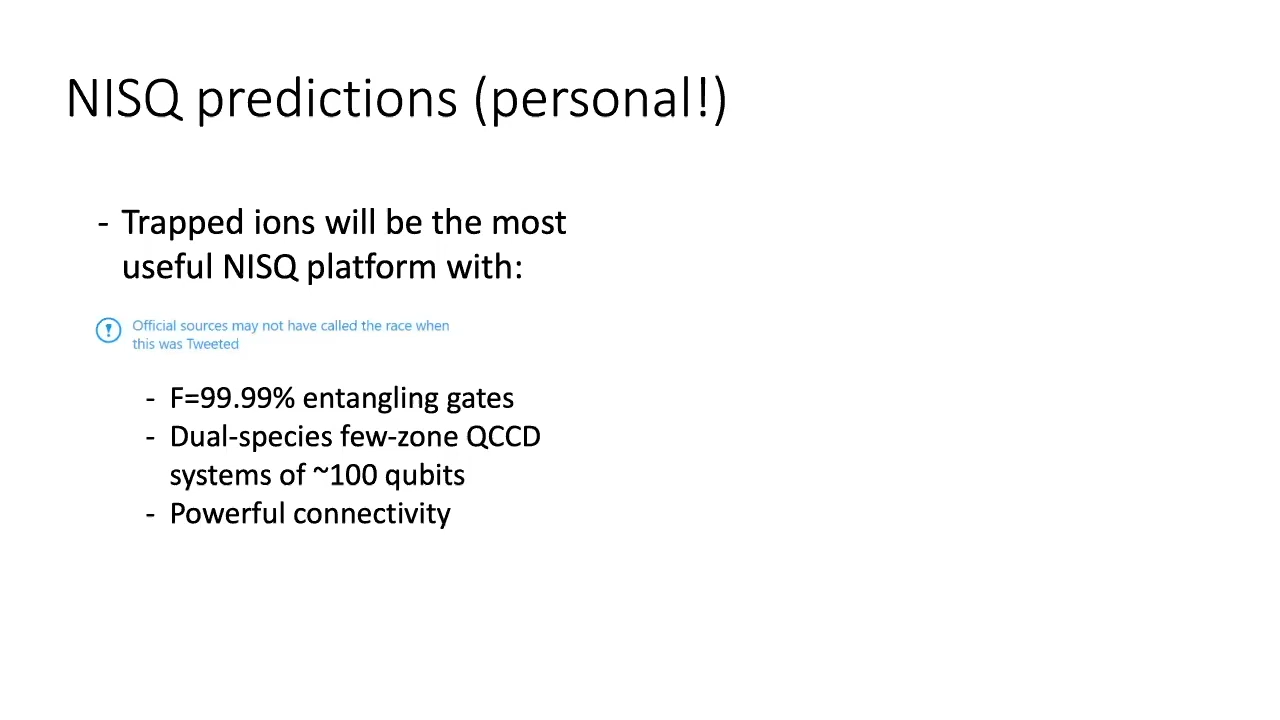 NISQ predictions (personal!)
- Trapped ions will be the most
useful NISQ platform with:
Official sources may not have called the race when
this was Tweeted
- F=99.99% entangling gates
- Dual-species few-zone QCCD
systems of ~100 qubits
- Powerful connectivity